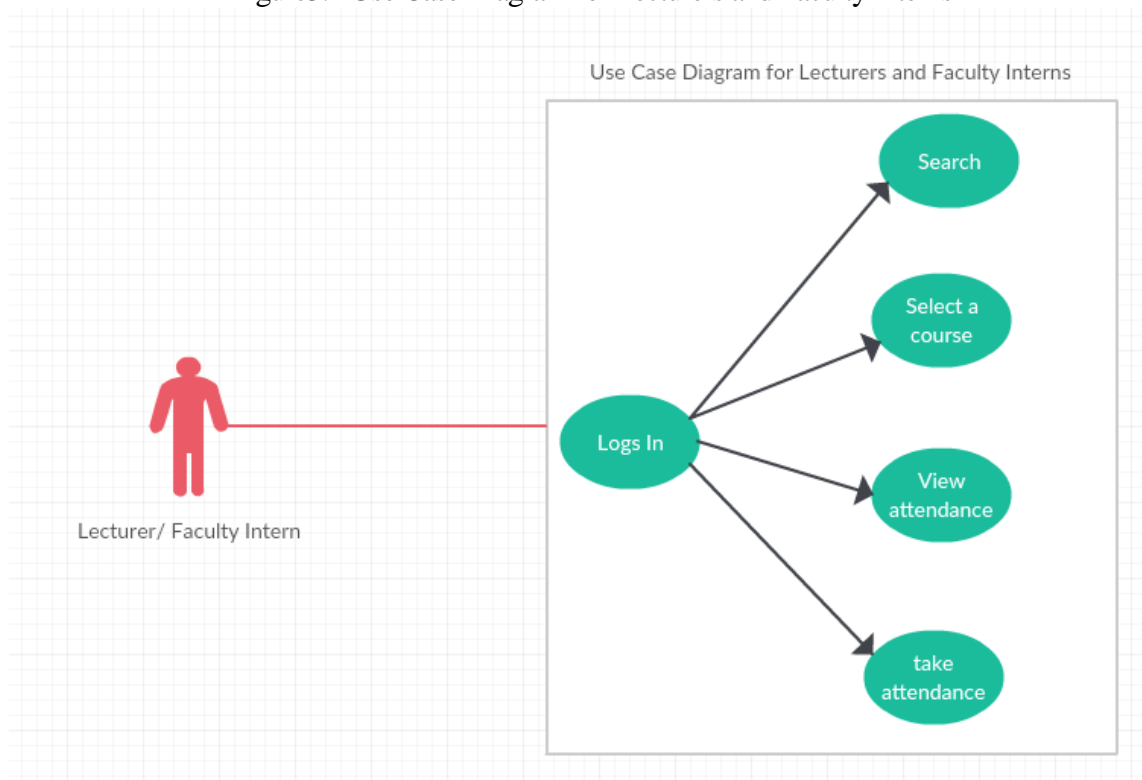 Use Case Diagram for Lecturers and Faculty Interns
Search
Select a
course
Logs In
View
attendance
Lecturer/ Faculty Intern
take
attendance